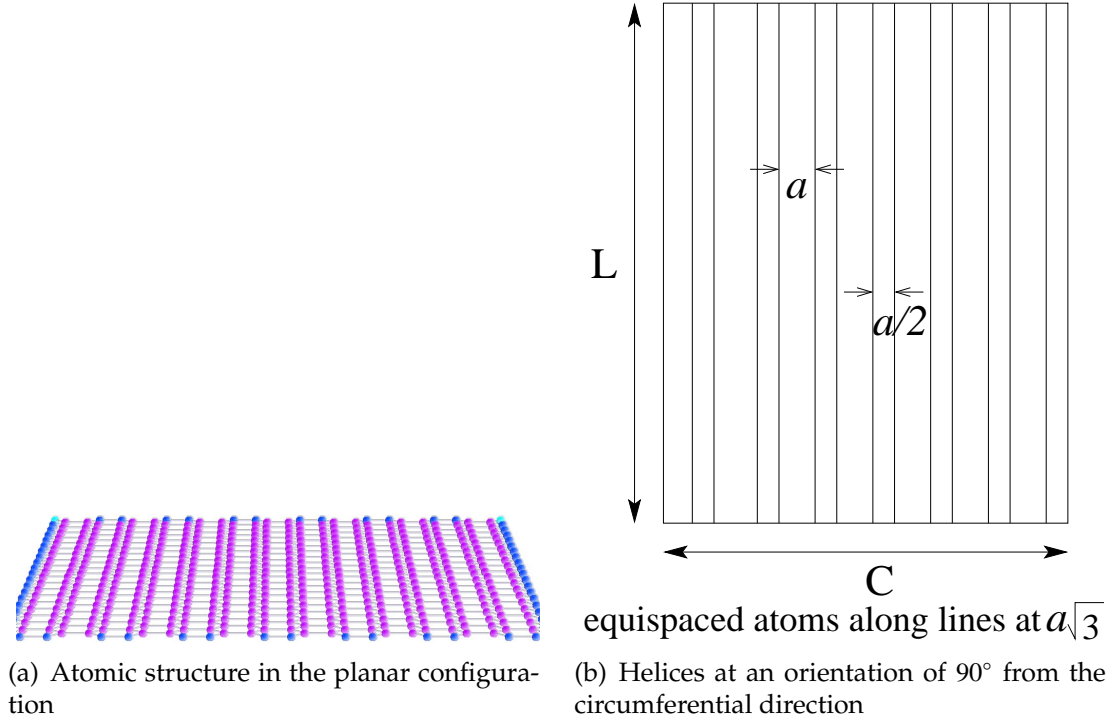 a
L
a/2
C
equispaced atoms along lines at a√3
(a) Atomic structure in the planar configura-
tion
(b) Helices at an orientation of 90° from the
circumferential direction